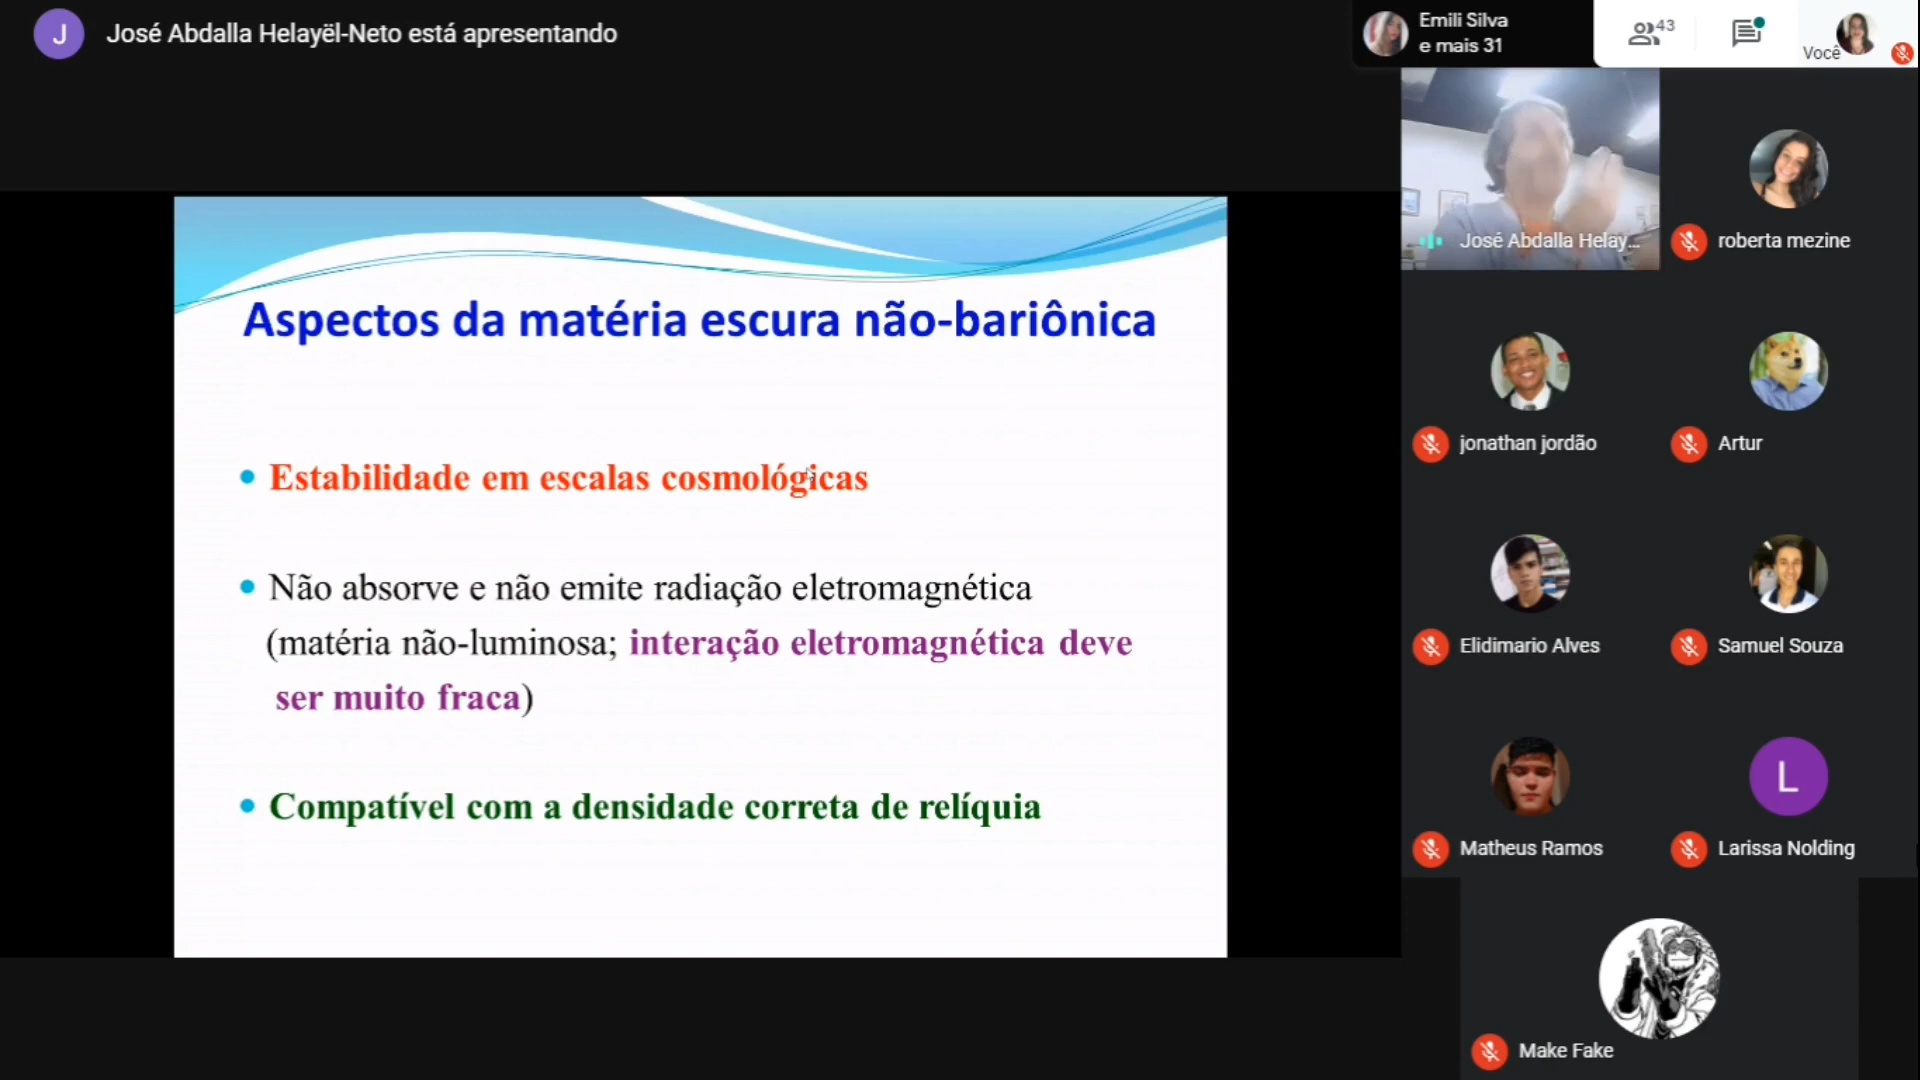 J
José Abdalla Helayël-Neto está apresentando
Emili Silva
e mais 31
43
Você
Aspectos da matéria escura não-bariônica
Estabilidade em escalas cosmológicas
Não absorve e não emite radiação eletromagnética
(matéria não-luminosa; interação eletromagnética deve
ser muito fraca)
Compatível com a densidade correta de relíquia
José Abdalla Helay...
roberta mezine
jonathan jordão
Artur
Elidimario Alves
Samuel Souza
Matheus Ramos
L
Larissa Nolding
Make Fake